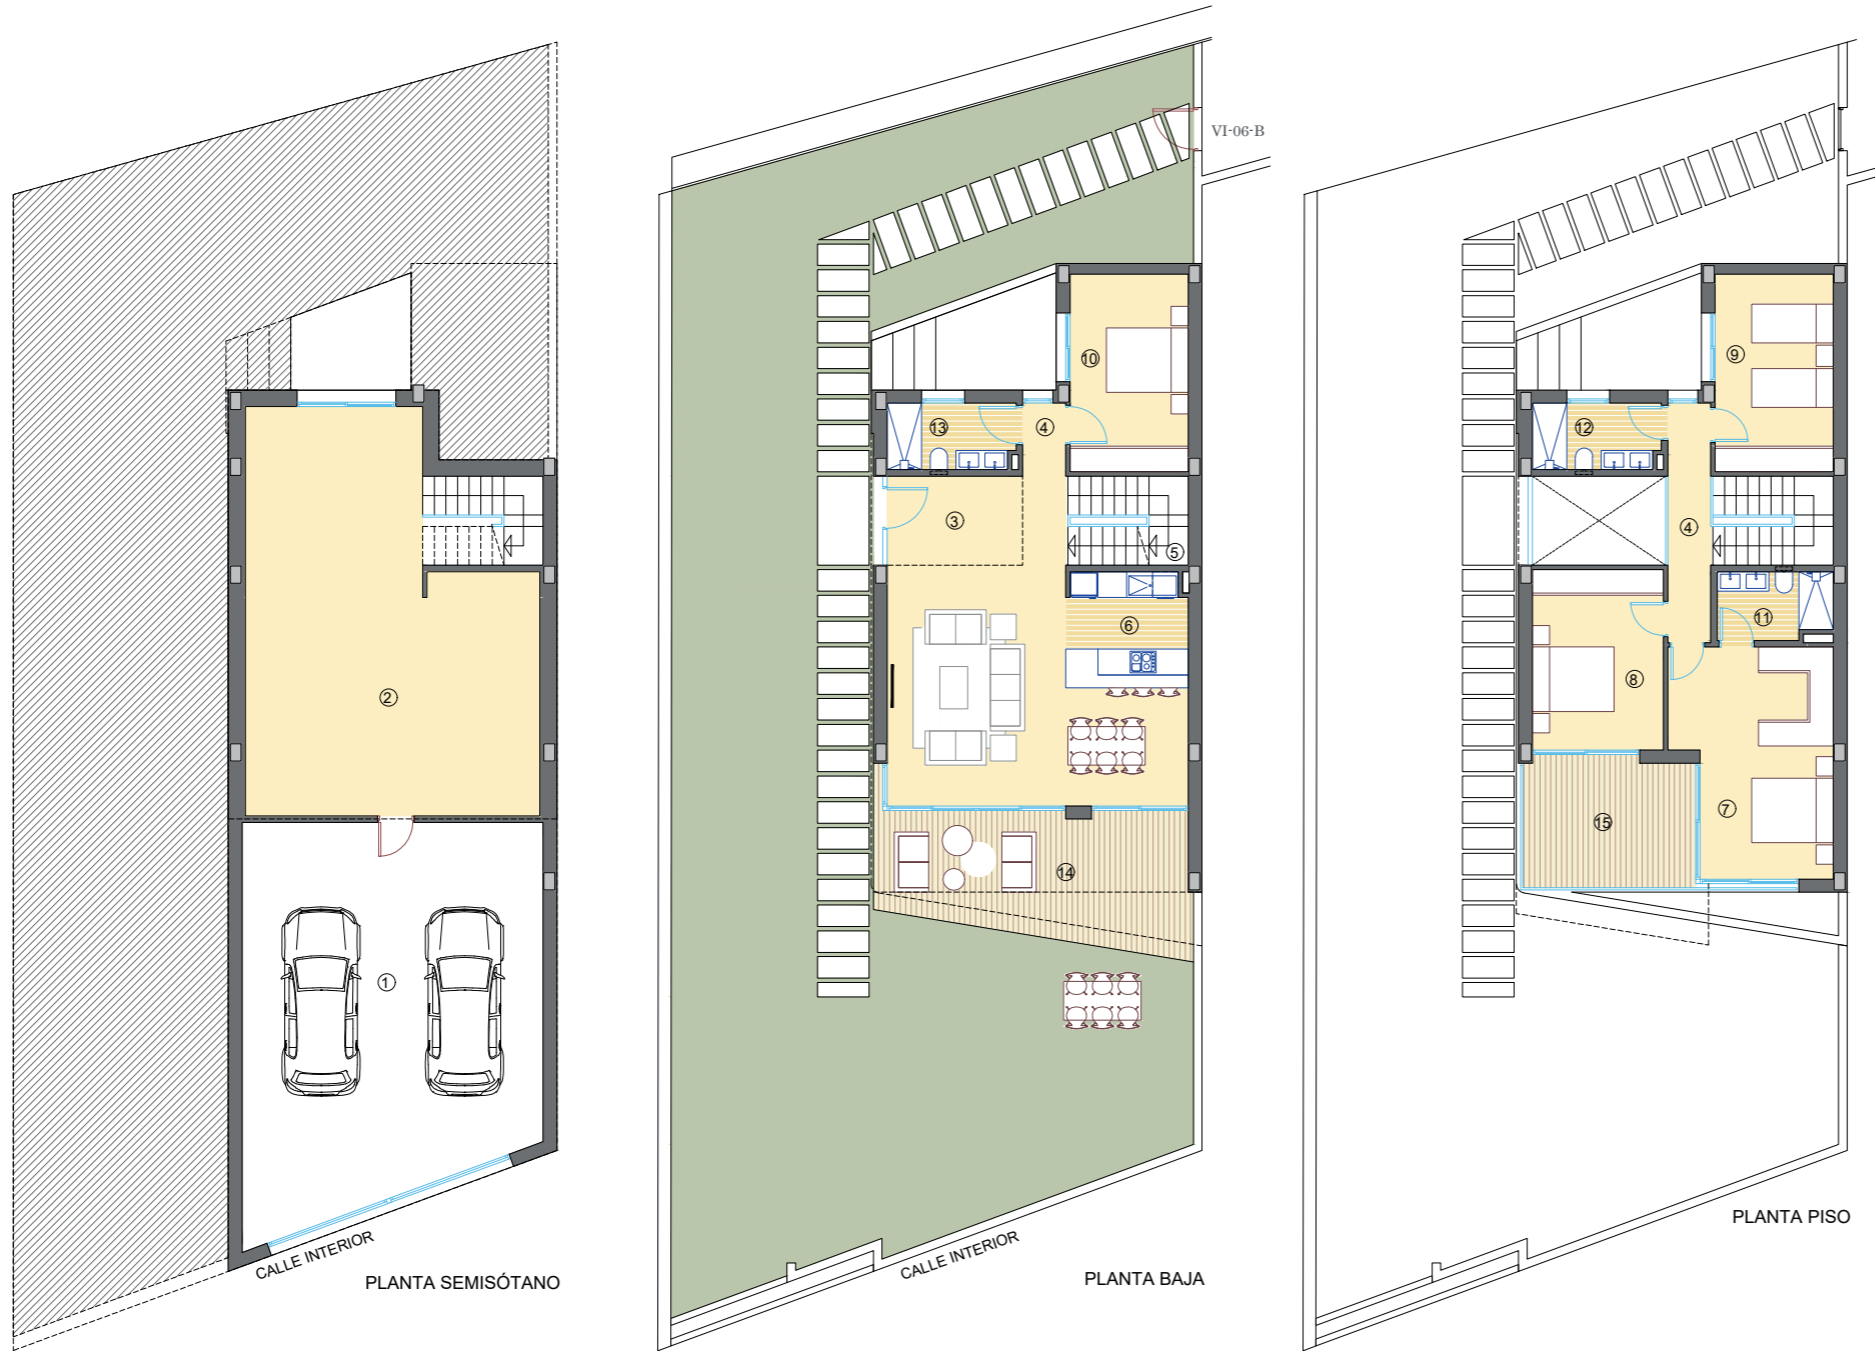 VI-06-B
10
9
13
4
12
3
4
5
6
11
2
8
7
15
14
1
PLANTA PISO
CALLE INTERIOR
CALLE INTERIOR
PLANTA SEMISÓTANO
PLANTA BAJA